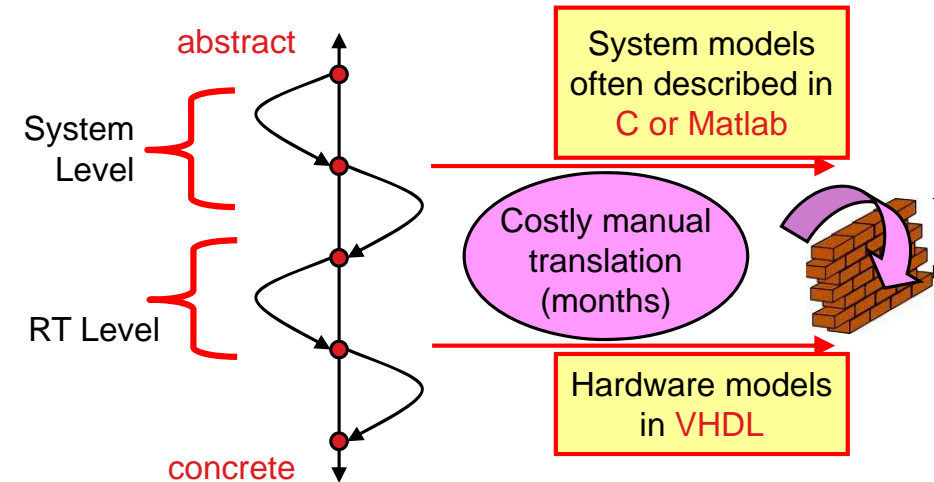 abstract
System
Level
RT Level
concrete
System models
often described in
C or Matlab
Costly manual
translation
(months)
Hardware models
in VHDL